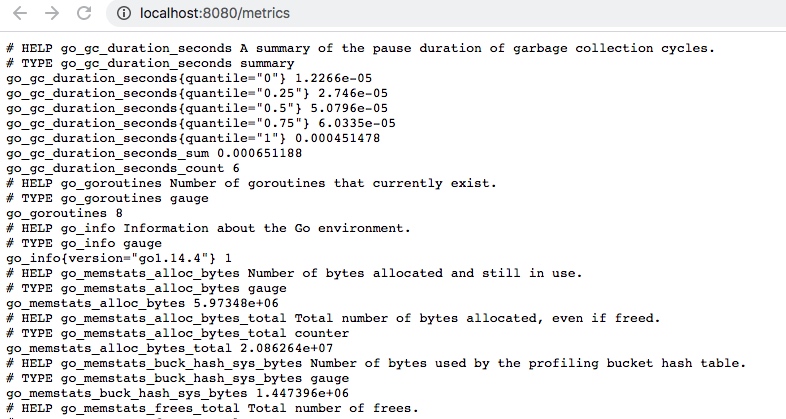 localhost:8080/metrics
# HELP go_gc_duration_seconds A summary of the pause duration of garbage collection cycles.
# TYPE go_gc_duration_seconds summary
go_gc_duration_seconds{quantile="0"} 1.2266e-05
go_gc_duration_seconds{quantile="0.25"} 2.746e-05
go_gc_duration_seconds{quantile="0.5"} 5.0796e-05
go_gc_duration_seconds{quantile="0.75"} 6.0335e-05
go_gc_duration_seconds{quantile="1"} 0.000451478
go_gc_duration_seconds_sum 0.000651188
go_gc_duration_seconds_count 6
# HELP go_goroutines Number of goroutines that currently exist.
# TYPE go_goroutines gauge
go_goroutines 8
# HELP go_info Information about the Go environment.
# TYPE go_info gauge
go_info{version="go1.14.4"} 1
# HELP go_memstats_alloc_bytes Number of bytes allocated and still in use.
# TYPE go_memstats_alloc_bytes gauge
go_memstats_alloc_bytes 5.97348e+06
# HELP go_memstats_alloc_bytes_total Total number of bytes allocated, even if freed.
# TYPE go_memstats_alloc_bytes_total counter
go_memstats_alloc_bytes_total 2.086264e+07
# HELP go_memstats_buck_hash_sys_bytes Number of bytes used by the profiling bucket hash table.
# TYPE go_memstats_buck_hash_sys_bytes gauge
go_memstats_buck_hash_sys_bytes 1.447396e+06
# HELP go_memstats_frees_total Total number of frees.